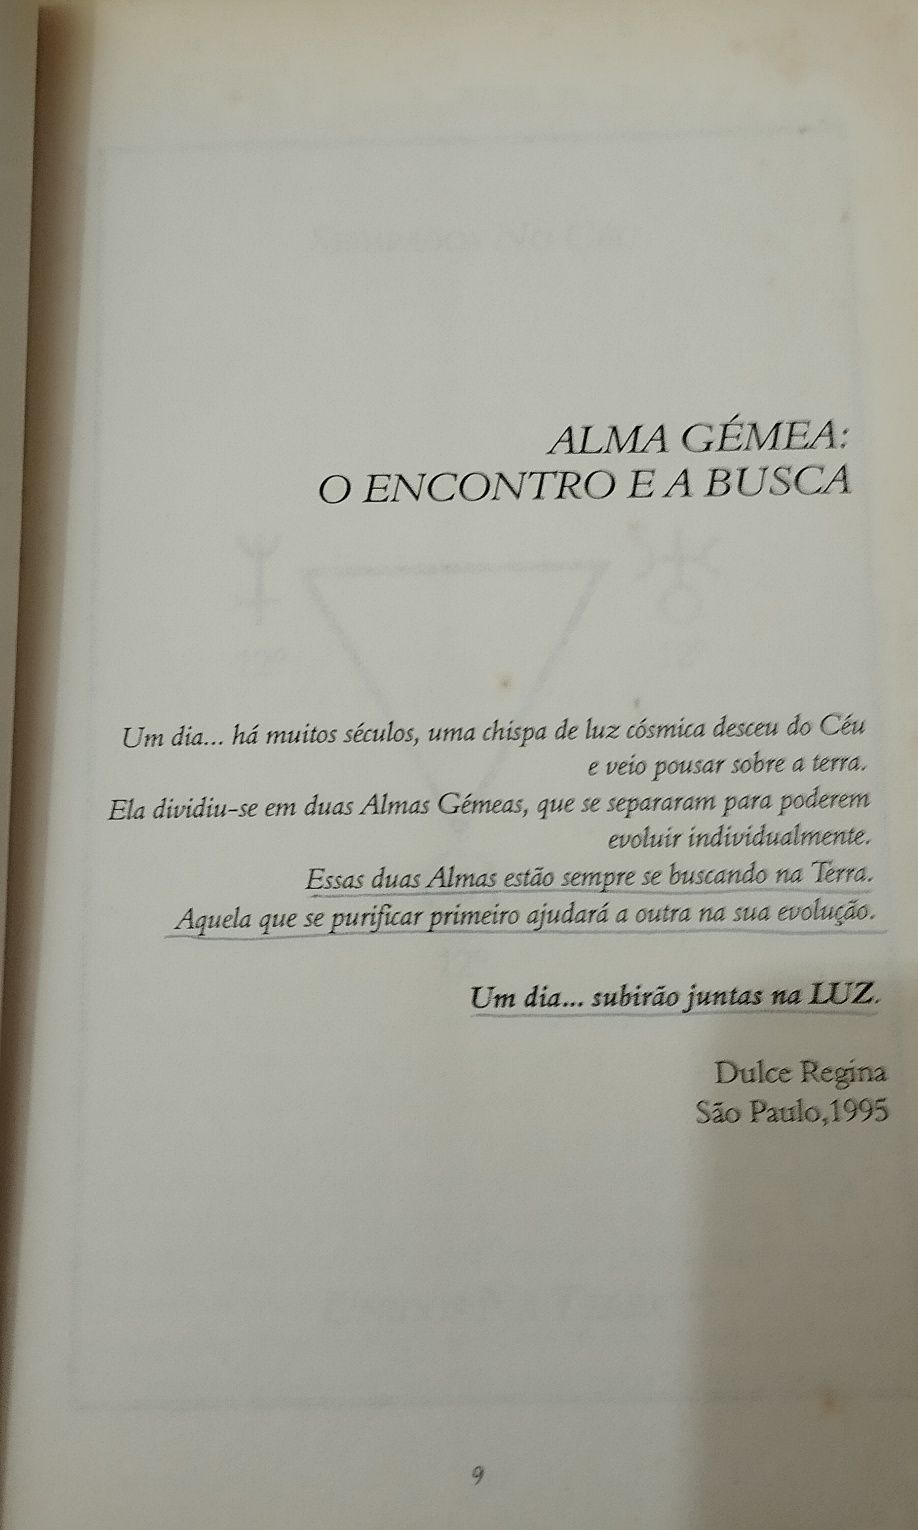 ALMA GÉMEA:
O ENCONTRO E A BUSCA
Um dia... há muitos séculos, uma chispa de luz cósmica desceu do Céu
e veio pousar sobre a terra.
Ela dividiu-se em duas Almas Gémeas, que se separaram para poderem
evoluir individualmente.
Essas duas Almas estão sempre se buscando na Terra.
Aquela que se purificar primeiro ajudará a outra na sua evolução.
Um dia... subirão juntas na LUZ.
Dulce Regina
São Paulo,1995
9